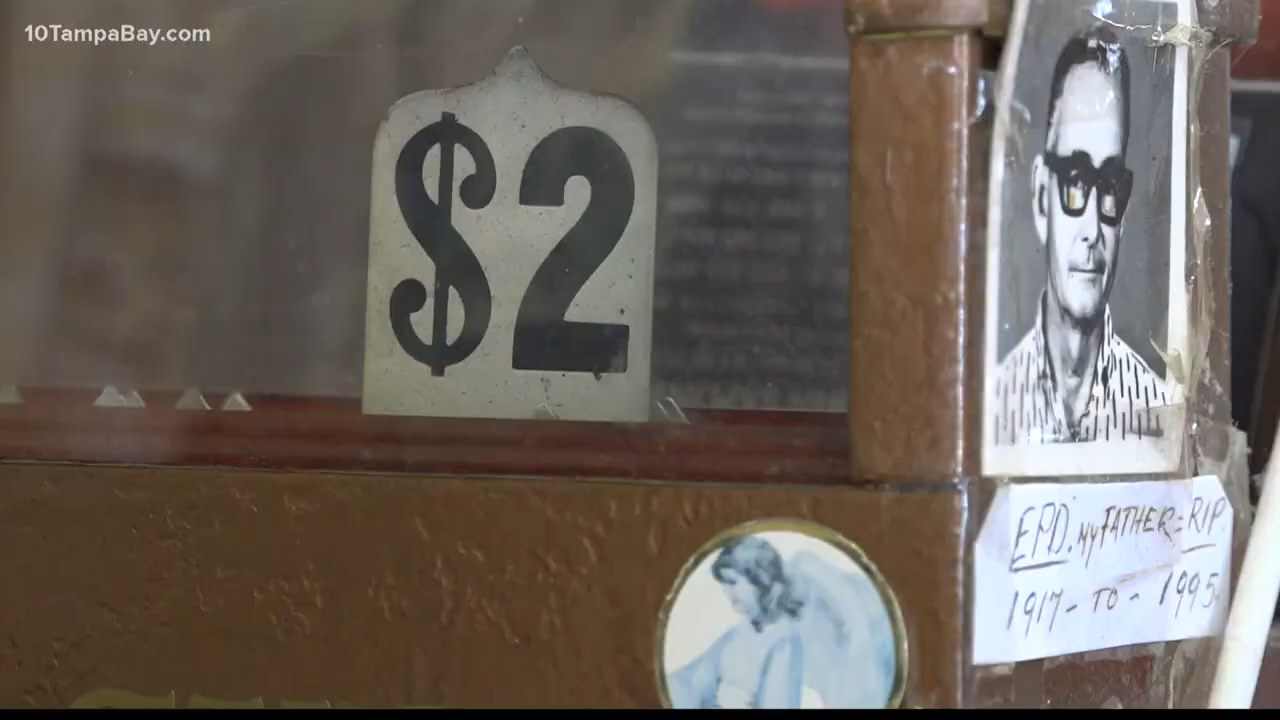 10TampaBay.com
$2
EPD. MY FATHER = RIP.
1917 - TO - 1995.